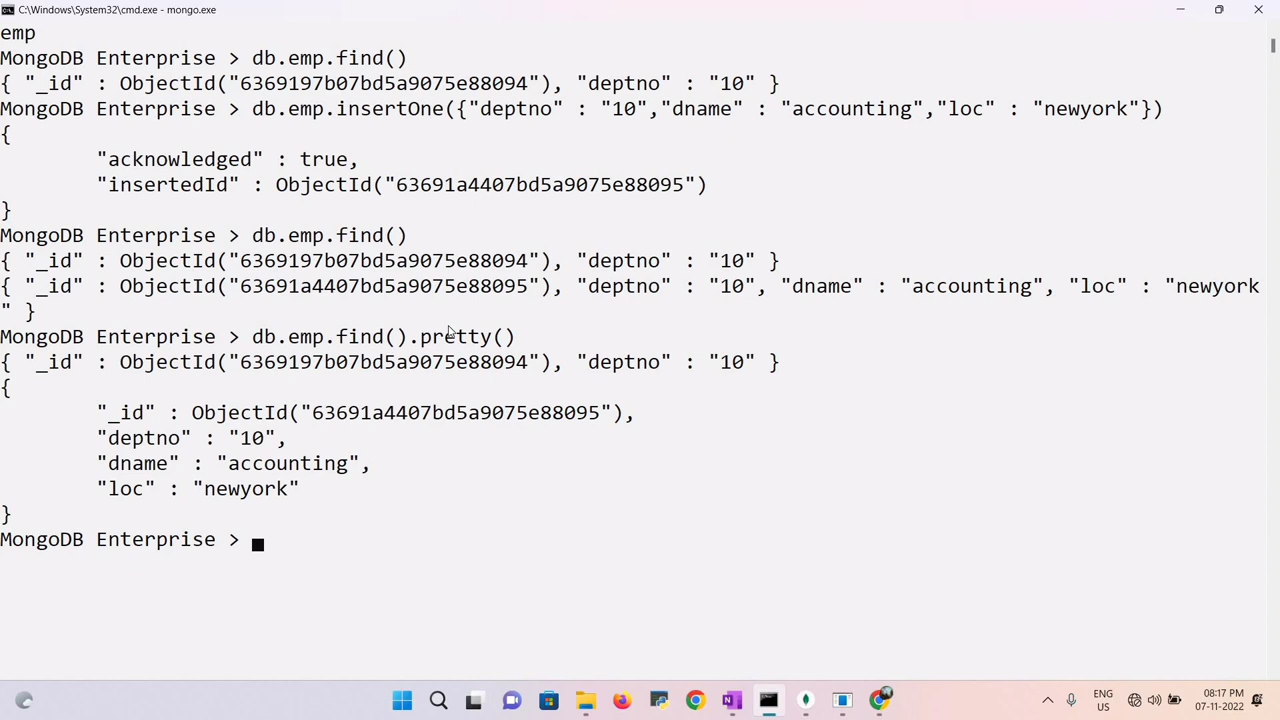 C:\Windows\System32\cmd.exe - mongo.exe
emp
MongoDB Enterprise > db.emp.find()
{ "_id" : ObjectId("6369197b07bd5a9075e88094"), "deptno" : "10" }
MongoDB Enterprise > db.emp.insertOne({"deptno" : "10","dname" : "accounting","loc" : "newyork"})
{
        "acknowledged" : true,
        "insertedId" : ObjectId("63691a4407bd5a9075e88095")
}
MongoDB Enterprise > db.emp.find()
{ "_id" : ObjectId("6369197b07bd5a9075e88094"), "deptno" : "10" }
{ "_id" : ObjectId("63691a4407bd5a9075e88095"), "deptno" : "10", "dname" : "accounting", "loc" : "newyork
" }
MongoDB Enterprise > db.emp.find().pretty()
{ "_id" : ObjectId("6369197b07bd5a9075e88094"), "deptno" : "10" }
{
        "_id" : ObjectId("63691a4407bd5a9075e88095"),
        "deptno" : "10",
        "dname" : "accounting",
        "loc" : "newyork"
}
MongoDB Enterprise >
ENG
US
08:17 PM
07-11-2022